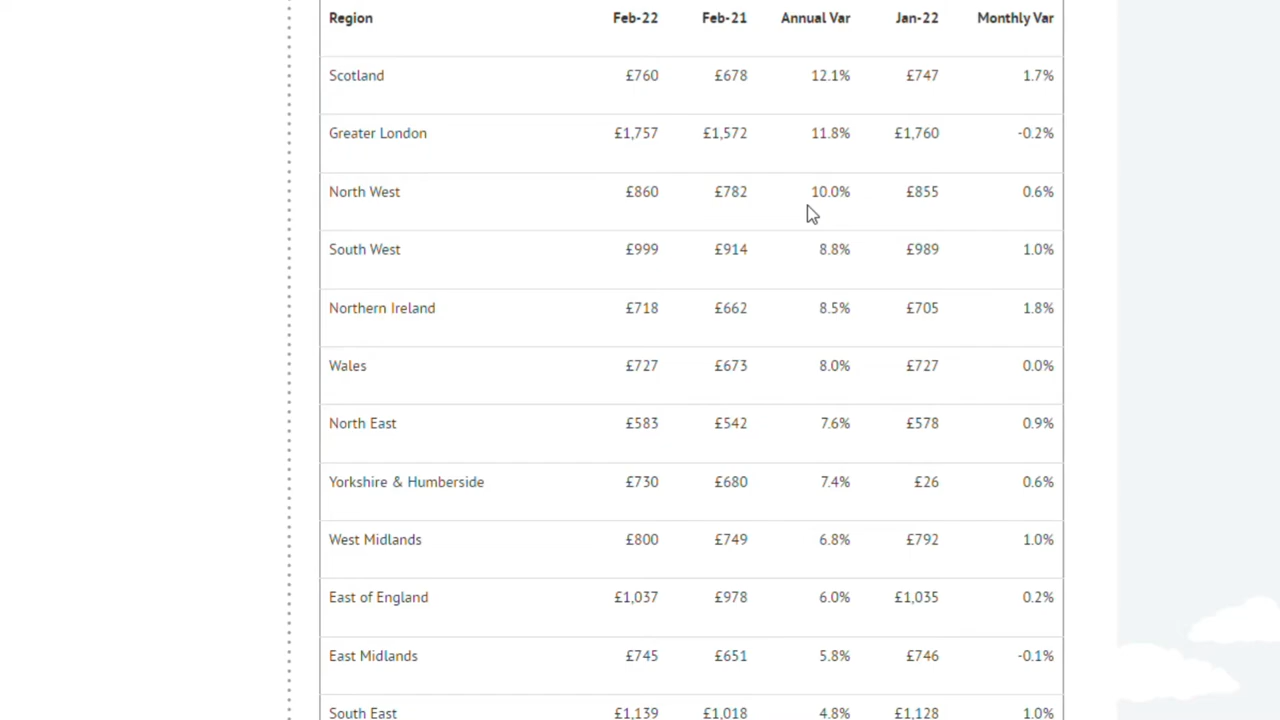 Region Feb-22 Feb-21 Annual Var Jan-22 Monthly Var
Scotland £760 £678 12.1% £747 1.7%
Greater London £1,757 £1,572 11.8% £1,760 -0.2%
North West £860 £782 10.0% £855 0.6%
South West £999 £914 8.8% £989 1.0%
Northern Ireland £718 £662 8.5% £705 1.8%
Wales £727 £673 8.0% £727 0.0%
North East £583 £542 7.6% £578 0.9%
Yorkshire & Humberside £730 £680 7.4% £26 0.6%
West Midlands £800 £749 6.8% £792 1.0%
East of England £1,037 £978 6.0% £1,035 0.2%
East Midlands £745 £651 5.8% £746 -0.1%
South East £1,139 £1,018 4.8% £1,128 1.0%